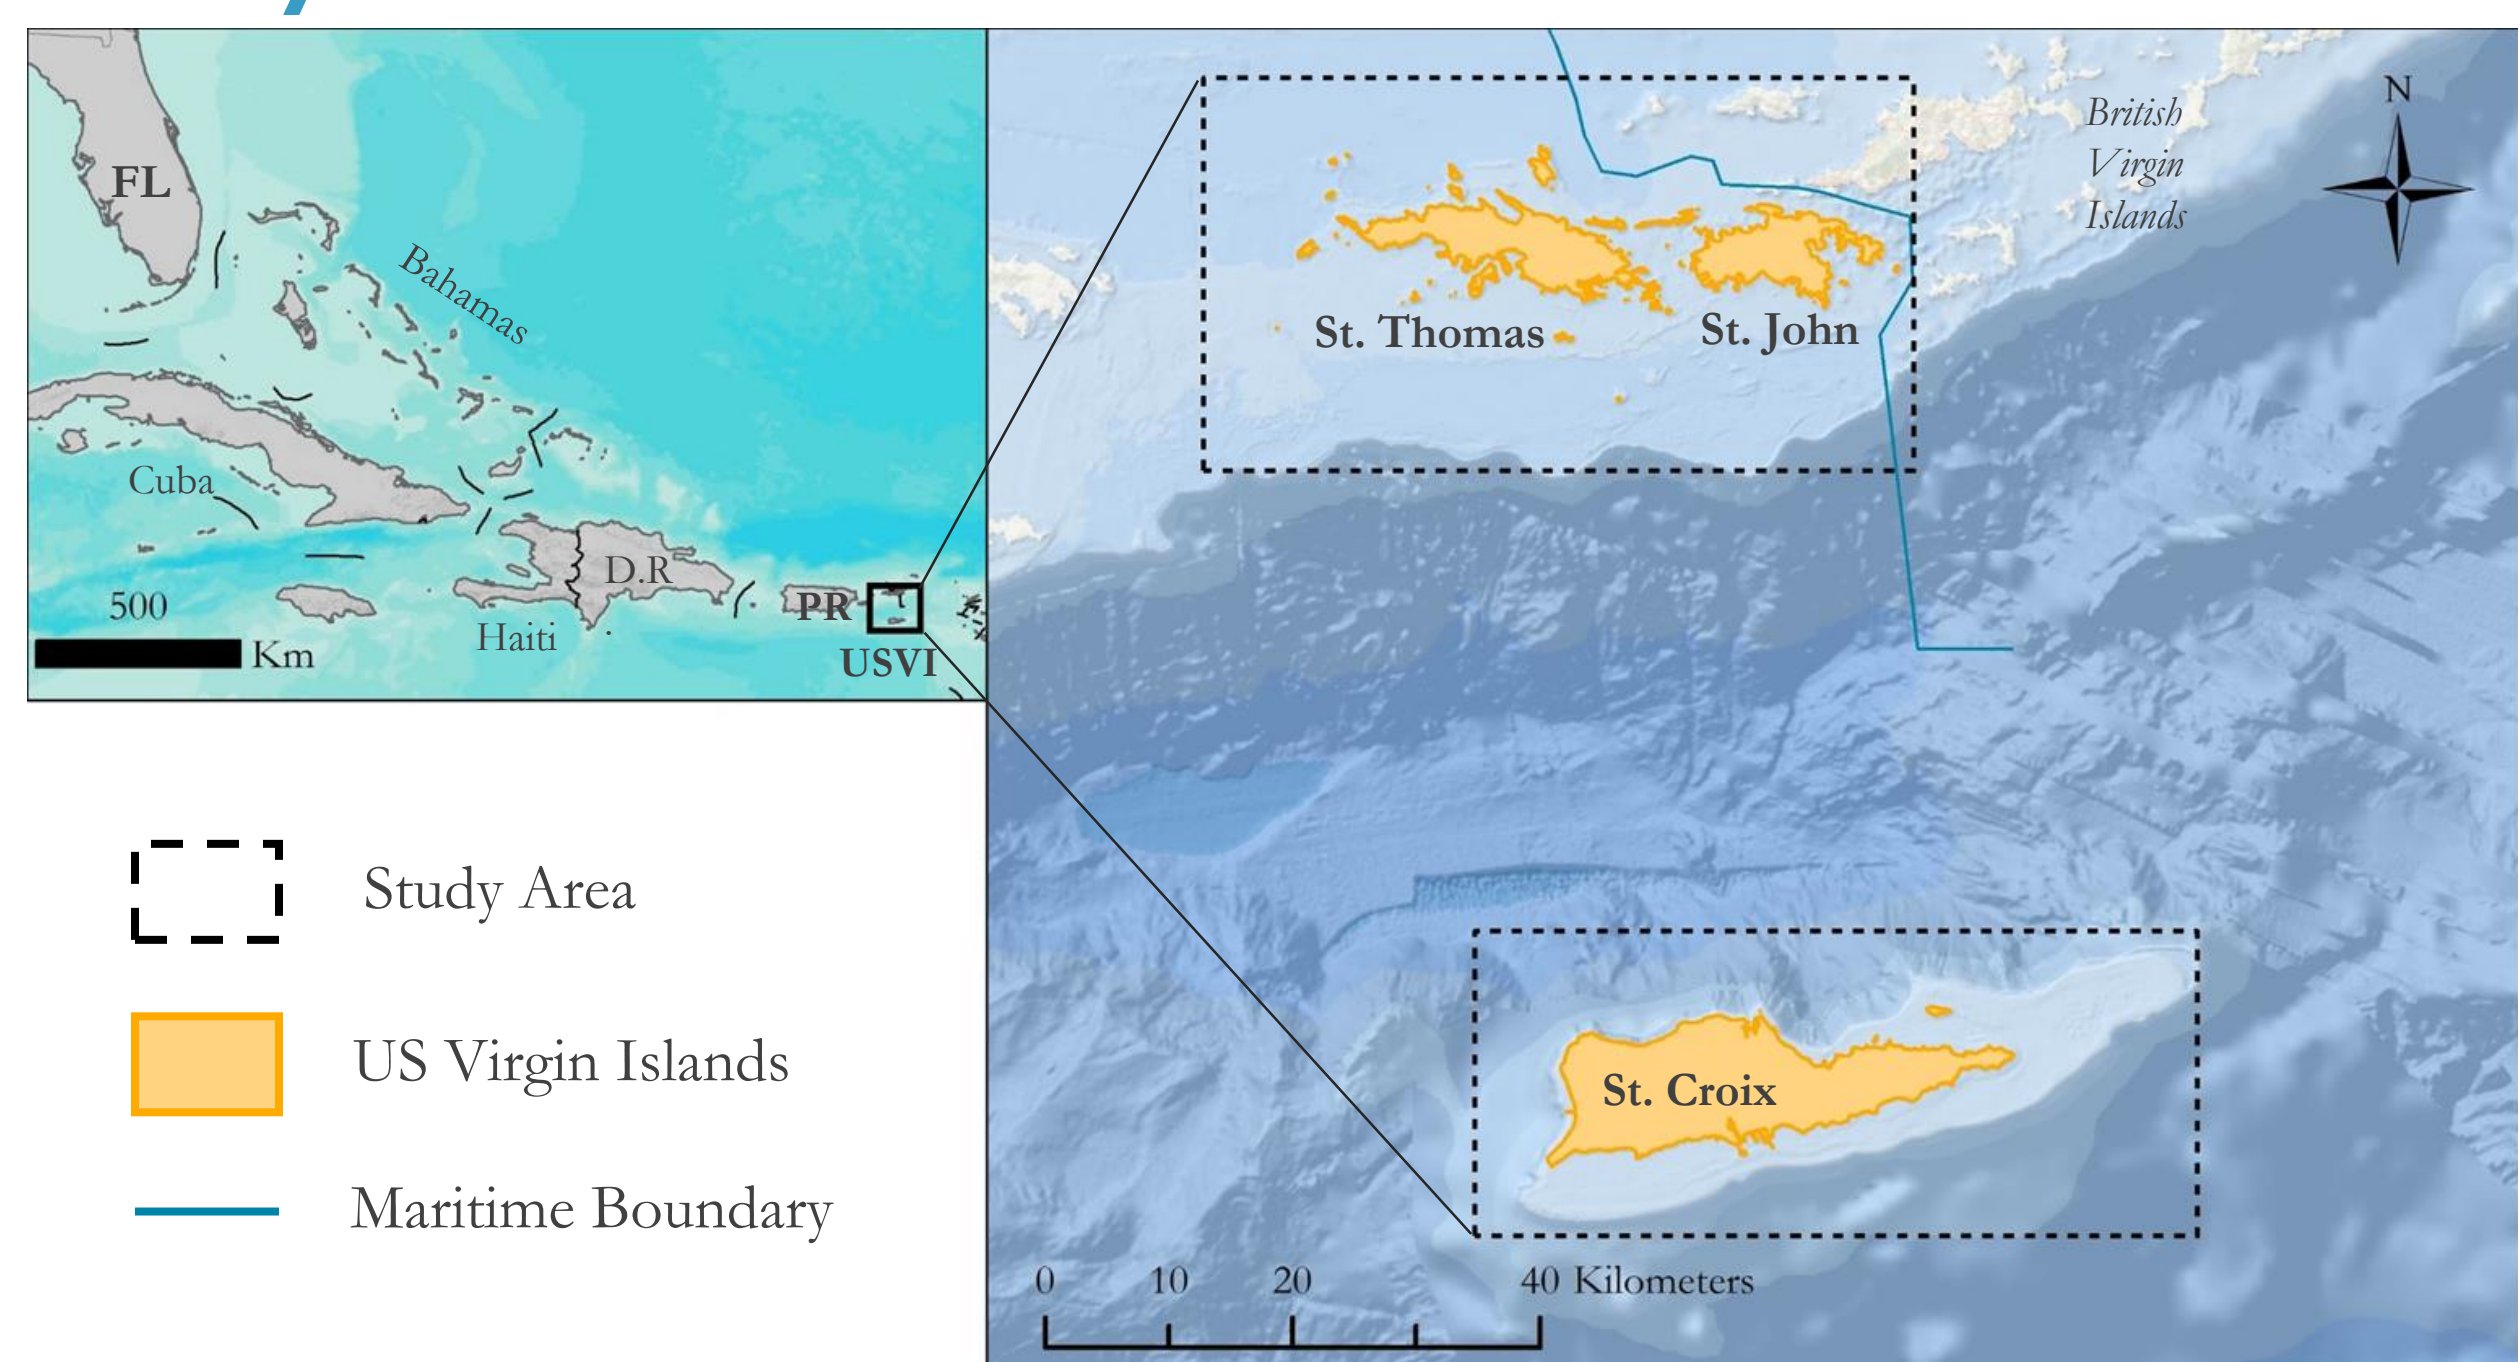 FL
Bahamas
Cuba
D.R
Haiti
PR
USVI
500
Km
British
Virgin
Islands
N
St. Thomas
St. John
St. Croix
0 10 20 40 Kilometers
Study Area
US Virgin Islands
Maritime Boundary